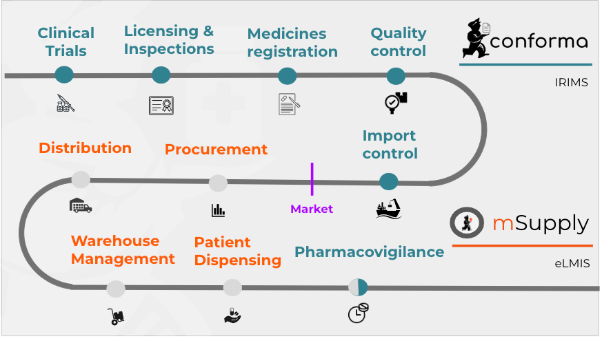 Clinical
Trials
Licensing &
Inspections
Medicines
registration
Quality
control
conforma
IRIMS
Import
control
Distribution
Procurement
Market
mSupply
eLMIS
Warehouse
Management
Patient
Dispensing
Pharmacovigilance